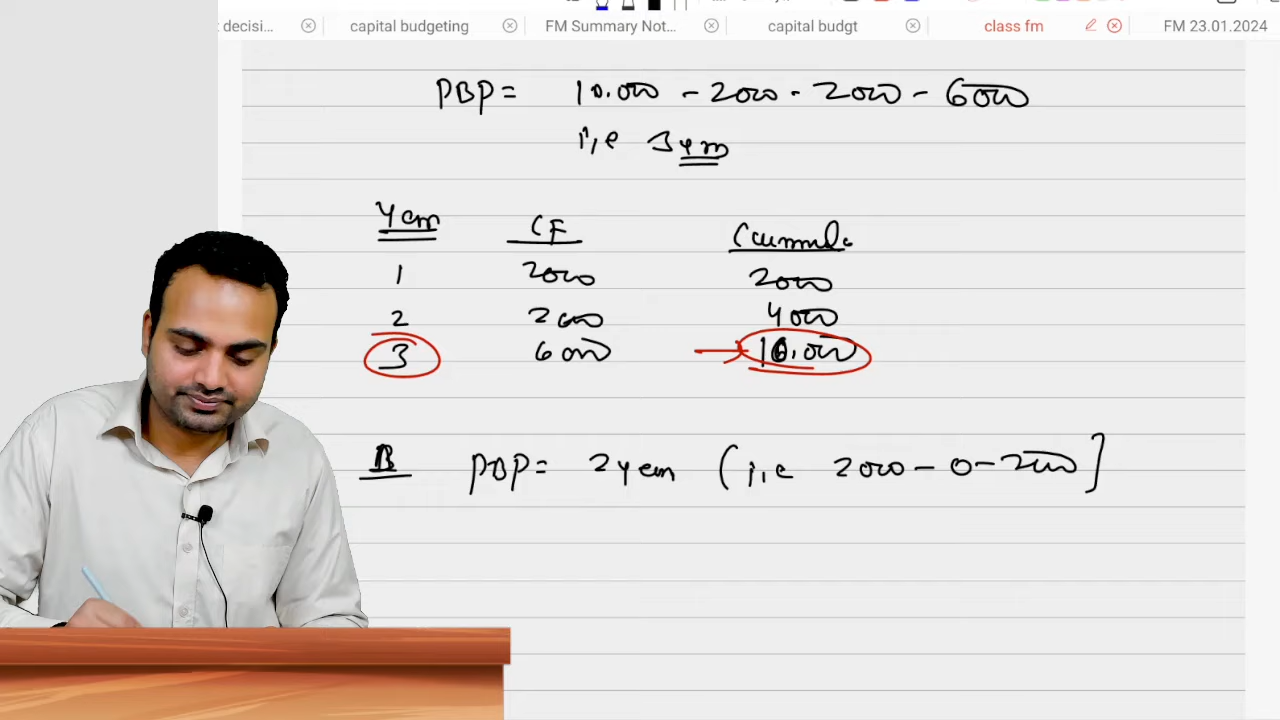 t decisi... capital budgeting FM Summary Not... capital budgt class fm FM 23.01.2024
PBP = 10.000 - 2000 - 2000 - 6000
i,e 3 yem
Year CF Cummula
1 2000 2000
2 2000 4000
3 6000 10.000
B PBP = 2 year (i,e 2000 - 0 - 2000]